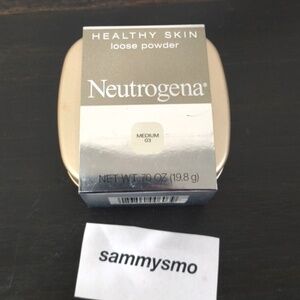 HEALTHY SKIN
loose powder
Neutrogena®
MEDIUM
03
NET WT. .70 OZ (19.8 g)
sammysmo